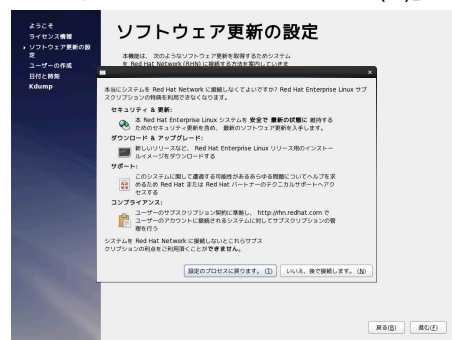 ようこそ
ライセンス情報
ソフトウェア更新の設
定
ユーザーの作成
日付と時刻
Kdump
ソフトウェア更新の設定
本機能は、 次のようなソフトウェア更新を取得するためシステム
を Red Hat Network (RHN) に接続する方法を案内していきます
本当にシステムを Red Hat Network に接続しなくてよいですか? Red Hat Enterprise Linux サブ
スクリプションの特典を利用できなくなります。
セキュリティ & 更新:
本 Red Hat Enterprise Linux システムを 安全で 最新の状態に 維持する
ためのセキュリティ更新を含め、 最新のソフトウェアを入手します。
ダウンロード & アップグレード:
新しいリリースなど、 Red Hat Enterprise Linux リリース用のインストー
ルイメージをダウンロードする
サポート:
このシステムに関して遭遇する可能性があるあらゆる問題についてヘルプを求
めるため Red Hat または Red Hat パートナーのテクニカルサポートへアク
セスする
コンプライアンス:
ユーザーのサブスクリプション契約に準拠し、 http://rhn.redhat.com で
ユーザーのアカウントに接続されるシステムに対してサブスクリプションの管
理を行う
システムを Red Hat Network に接続しないとこれらサブス
クリプションの利点をご利用頂くことができません。
設定のプロセスに戻ります。 (T)
いいえ、後で接続します。 (N)
戻る(B)
進む(F)